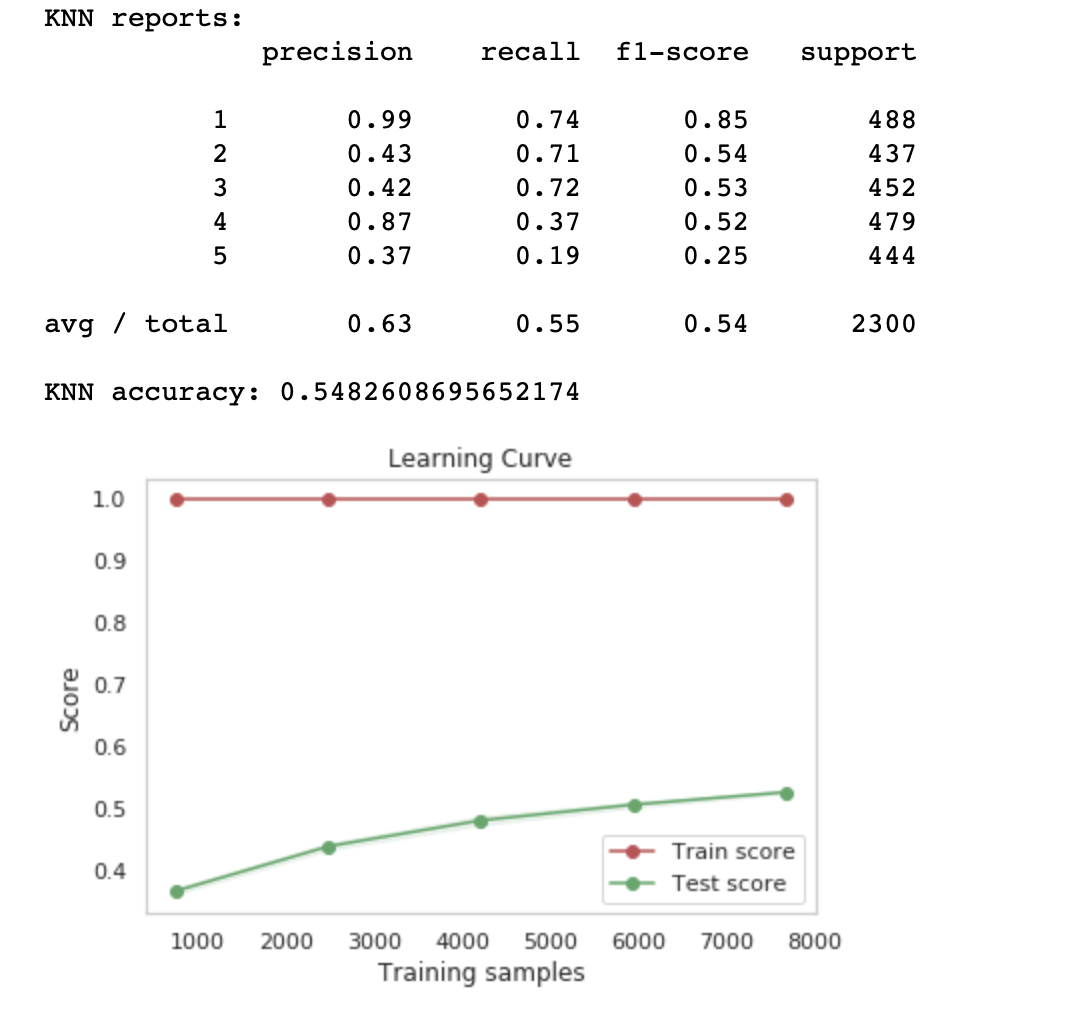 KNN reports:
precision recall f1-score support
1 0.99 0.74 0.85 488
2 0.43 0.71 0.54 437
3 0.42 0.72 0.53 452
4 0.87 0.37 0.52 479
5 0.37 0.19 0.25 444
avg / total 0.63 0.55 0.54 2300
KNN accuracy: 0.5482608695652174
Learning Curve
1.0
0.9
0.8
0.7
0.6
0.5
0.4
Score
Train score
Test score
1000 2000 3000 4000 5000 6000 7000 8000
Training samples